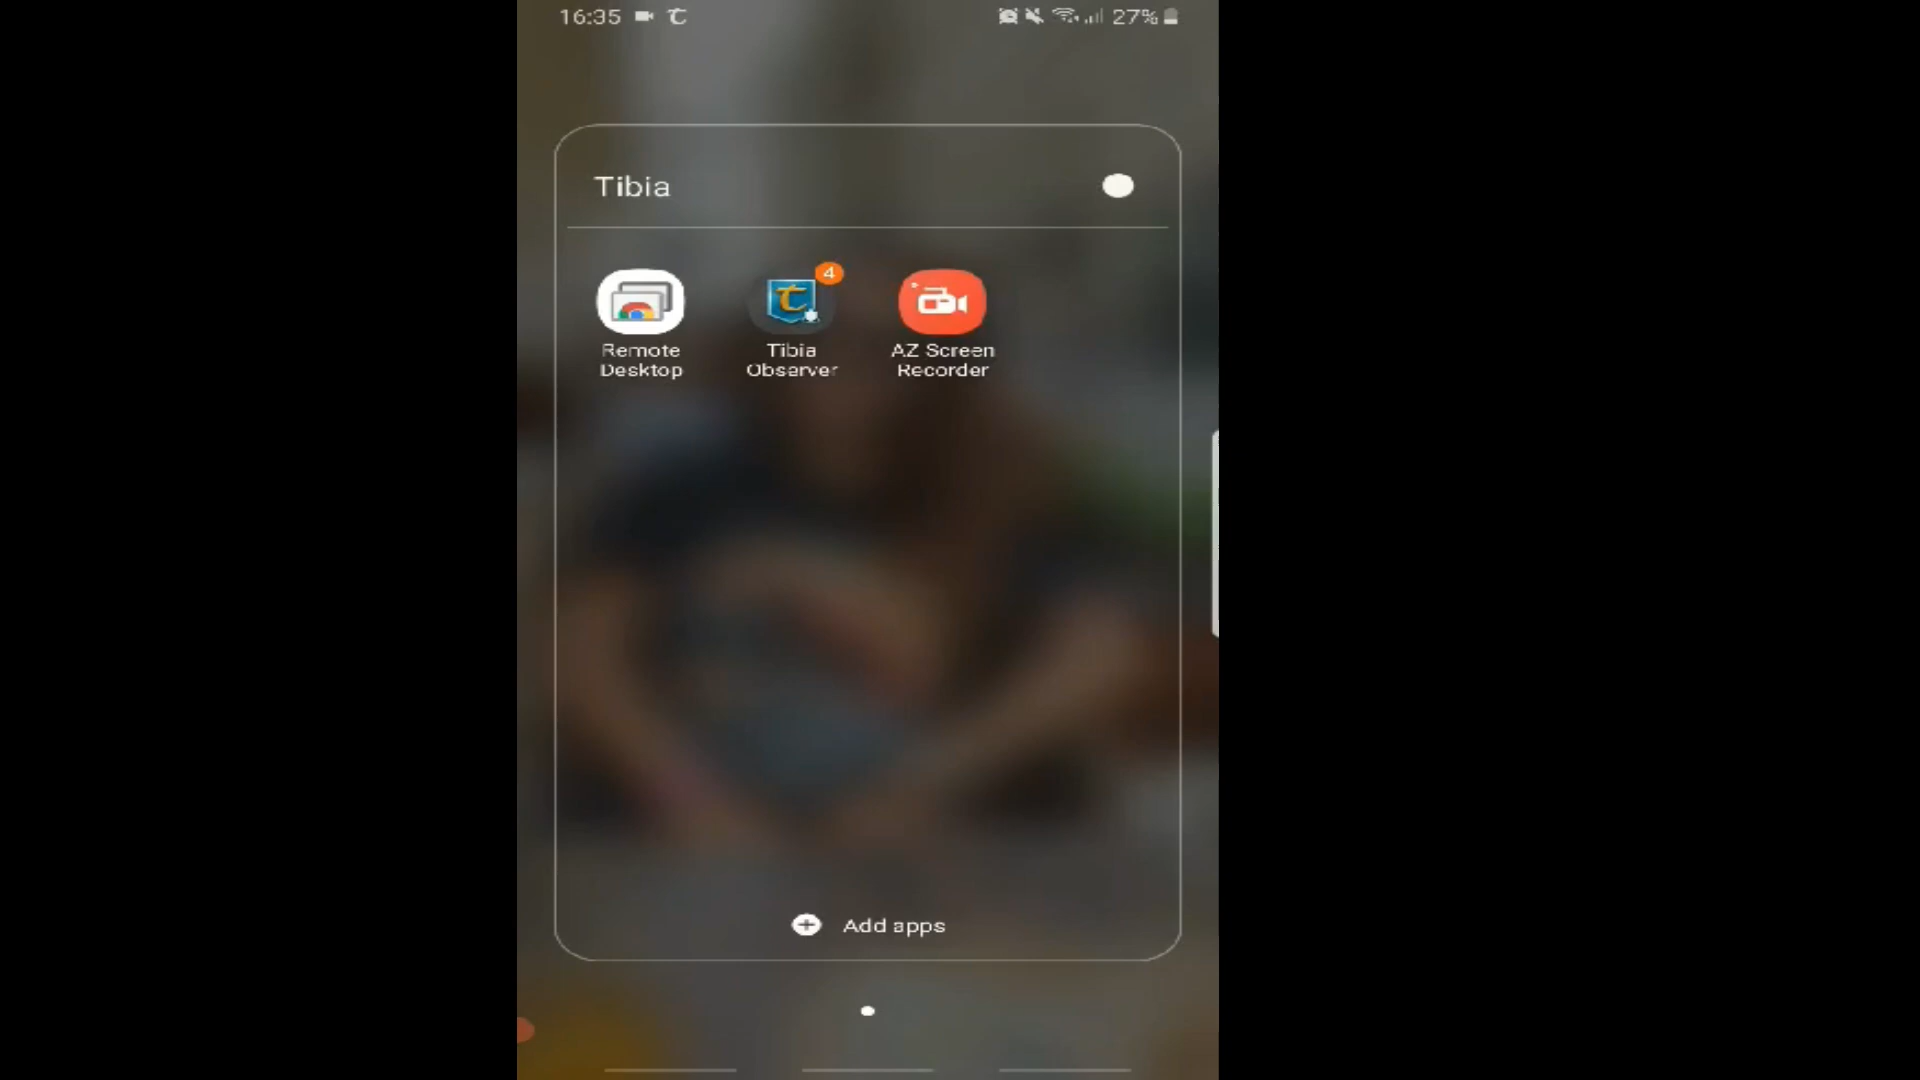 16:35 27%
Tibia
4
Remote Desktop
Tibia Observer
AZ Screen Recorder
Add apps